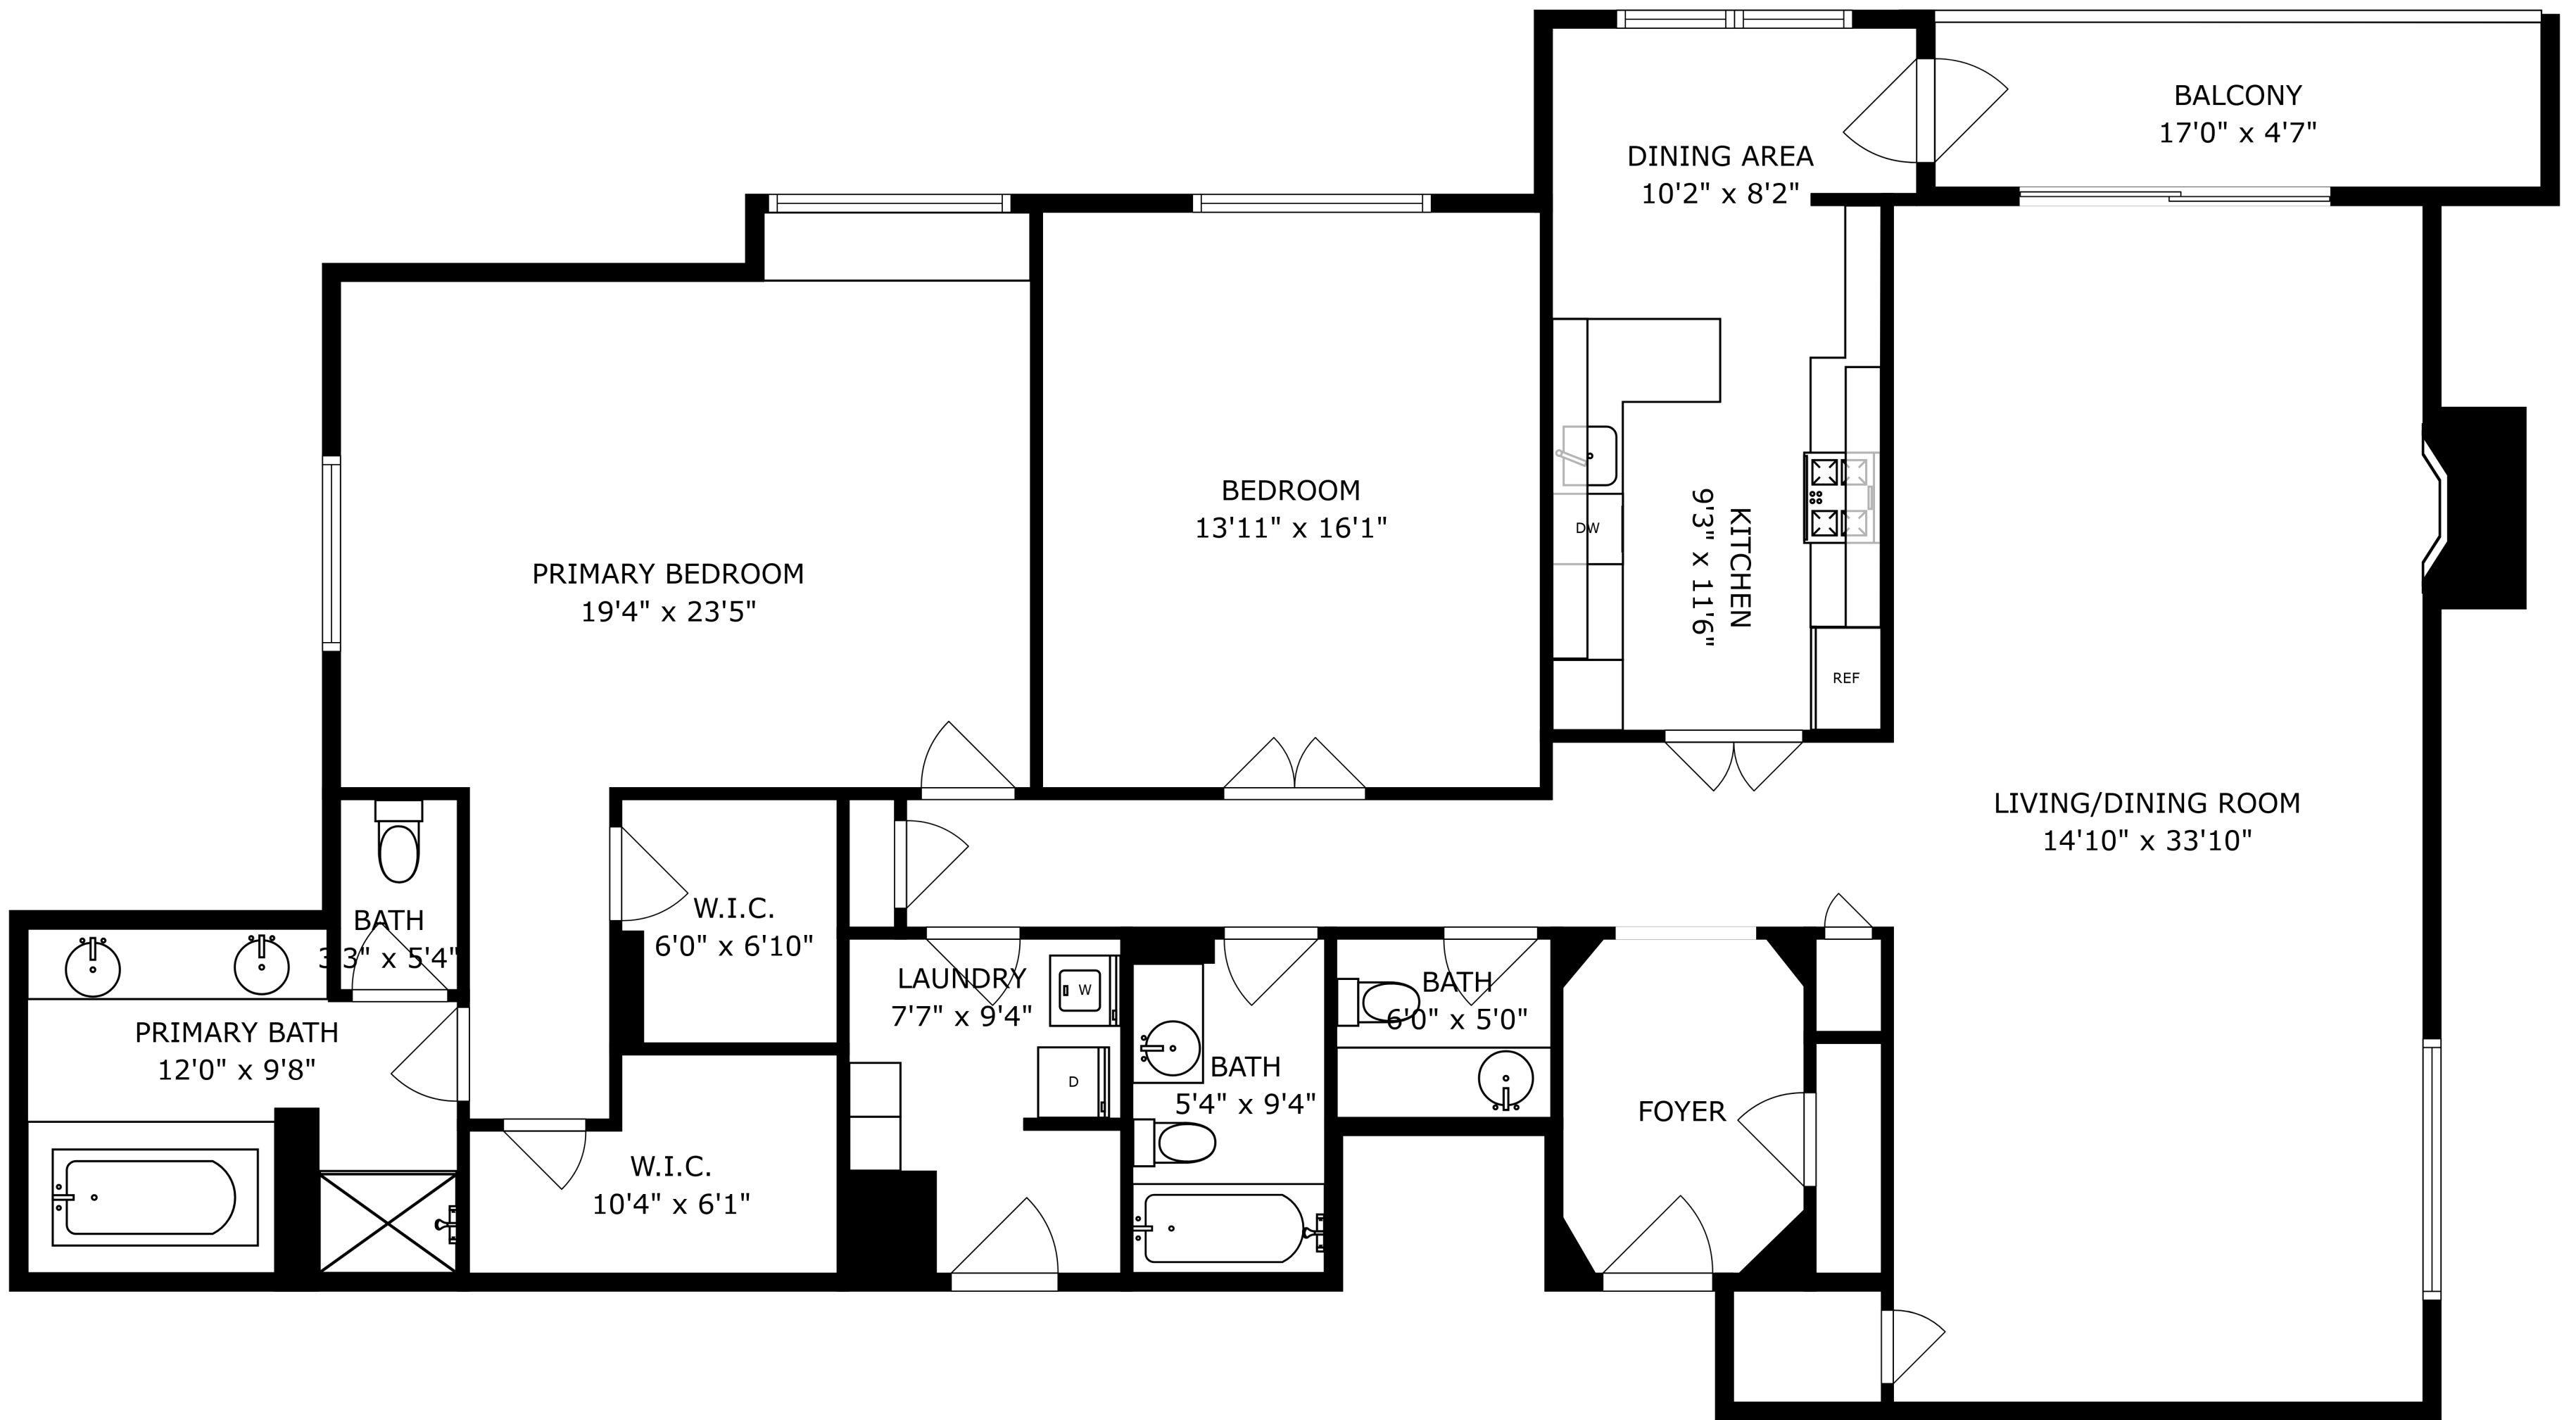 BALCONY
17'0" x 4'7"
DINING AREA
10'2" x 8'2"
BEDROOM
13'11" x 16'1"
PRIMARY BEDROOM
19'4" x 23'5"
DW
KITCHEN
9'3" x 11'6"
REF
LIVING/DINING ROOM
14'10" x 33'10"
BATH
3'3" x 5'4"
W.I.C.
6'0" x 6'10"
LAUNDRY
7'7" x 9'4"
W
D
BATH
6'0" x 5'0"
PRIMARY BATH
12'0" x 9'8"
BATH
5'4" x 9'4"
FOYER
W.I.C.
10'4" x 6'1"